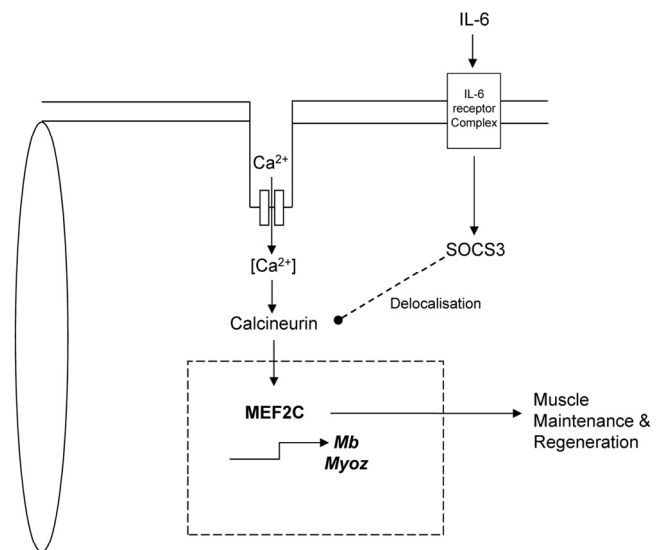 IL-6
IL-6
receptor
Complex
Ca²⁺
[Ca²⁺]
SOCS3
Delocalisation
Calcineurin
MEF2C
Mb
Myoz
Muscle
Maintenance &
Regeneration